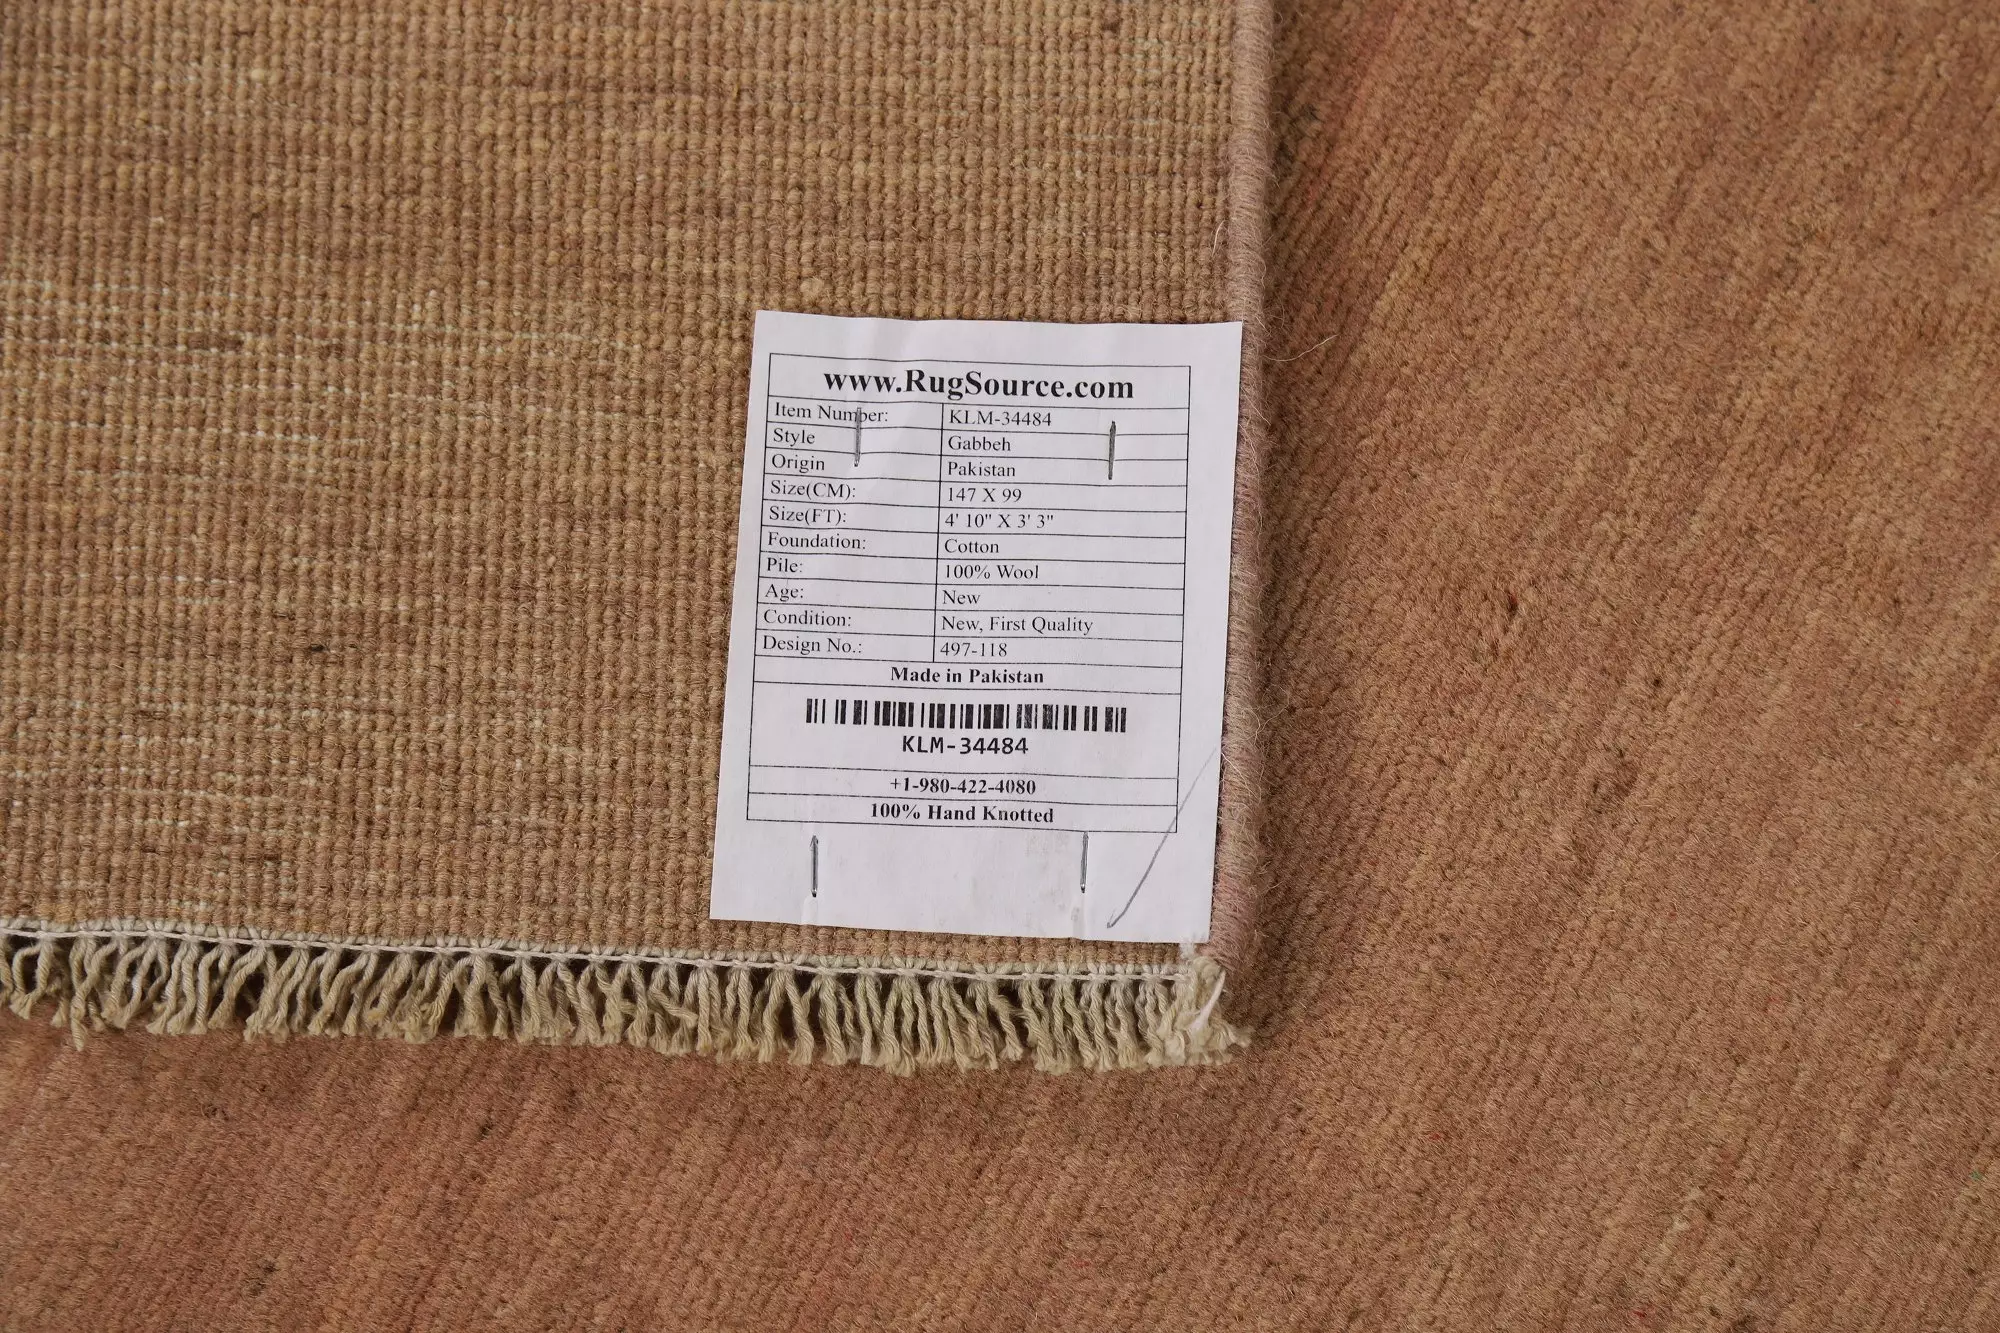 www.RugSource.com
Item Number: KLM-34484
Style Gabbeh
Origin Pakistan
Size(CM): 147 X 99
Size(FT): 4' 10" X 3' 3"
Foundation: Cotton
Pile: 100% Wool
Age: New
Condition: New, First Quality
Design No.: 497-118
Made in Pakistan
KLM-34484
+1-980-422-4080
100% Hand Knotted